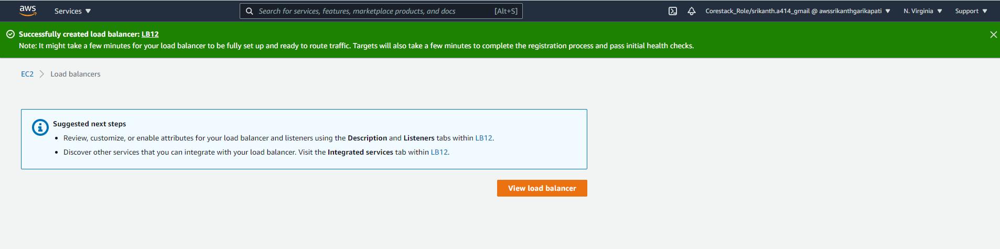 aws
Services
Search for services, features, marketplace products, and docs
[Alt+S]
Corestack_Role/srikanth.a414_gmail @ awssrikanthgarikapati
N. Virginia
Support
Successfully created load balancer: LB12
Note: It might take a few minutes for your load balancer to be fully set up and ready to route traffic. Targets will also take a few minutes to complete the registration process and pass initial health checks.
EC2
Load balancers
Suggested next steps
• Review, customize, or enable attributes for your load balancer and listeners using the Description and Listeners tabs within LB12.
• Discover other services that you can integrate with your load balancer. Visit the Integrated services tab within LB12.
View load balancer